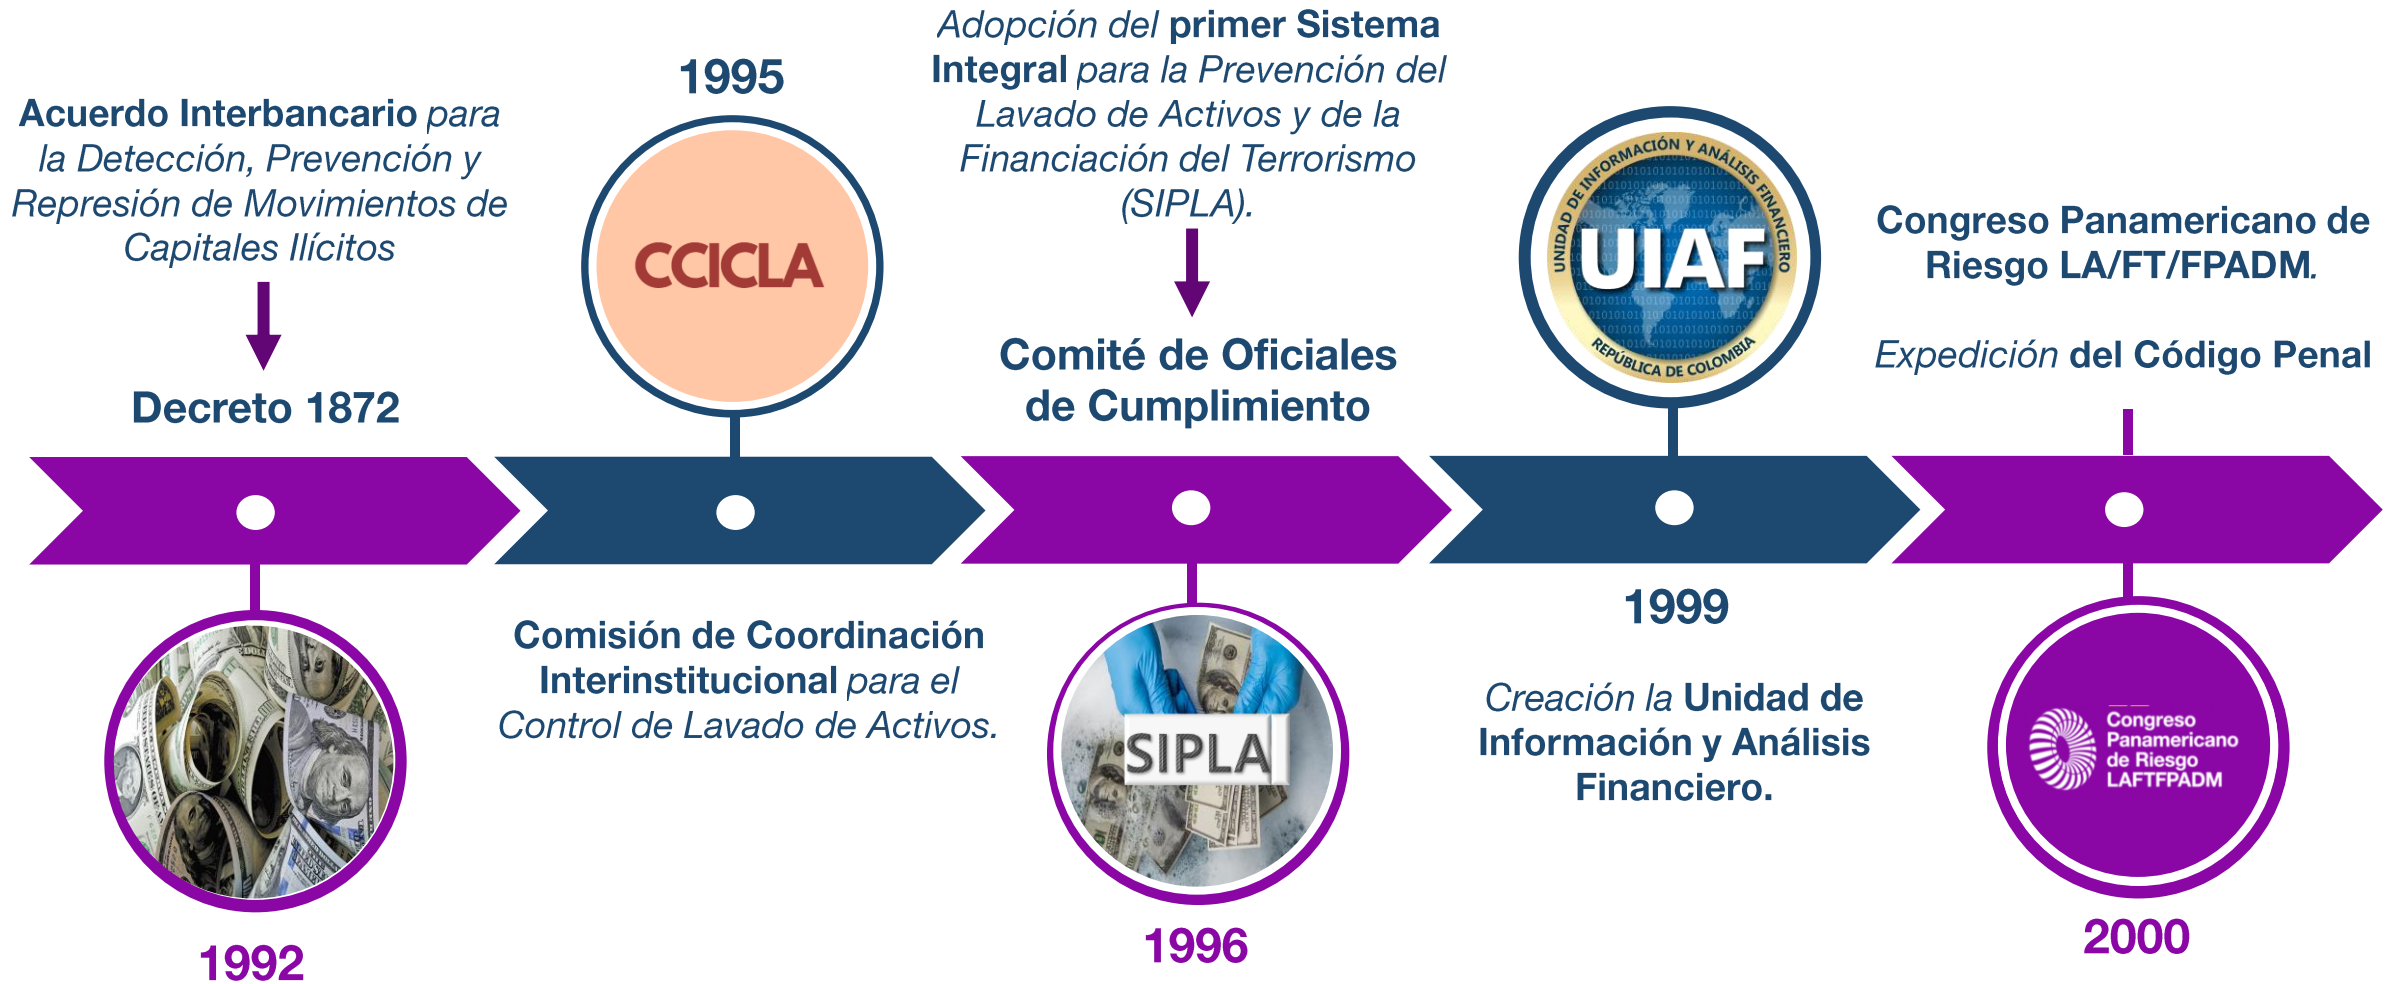 Acuerdo Interbancario para
la Detección, Prevención y
Represión de Movimientos de
Capitales Ilícitos
Decreto 1872
1992
1995
CCICLA
Comisión de Coordinación
Interinstitucional para el
Control de Lavado de Activos.
Adopción del primer Sistema
Integral para la Prevención del
Lavado de Activos y de la
Financiación del Terrorismo
(SIPLA).
Comité de Oficiales
de Cumplimiento
SIPLA
1996
UNIDAD DE INFORMACIÓN Y ANÁLISIS FINANCIERO
UIAF
REPÚBLICA DE COLOMBIA
1999
Creación la Unidad de
Información y Análisis
Financiero.
Congreso Panamericano de
Riesgo LA/FT/FPADM.
Expedición del Código Penal
Congreso
Panamericano
de Riesgo
LAFTFPADM
2000